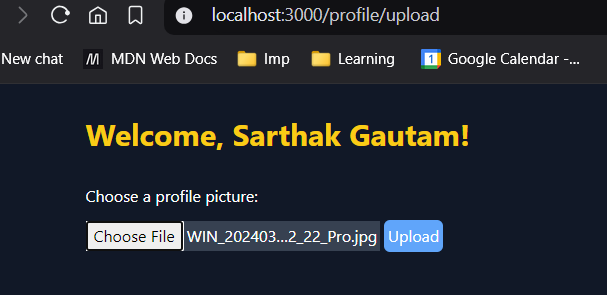 localhost:3000/profile/upload
New chat M MDN Web Docs Imp Learning 1 Google Calendar -...
Welcome, Sarthak Gautam!
Choose a profile picture:
Choose File WIN_202403...2_22_Pro.jpg Upload